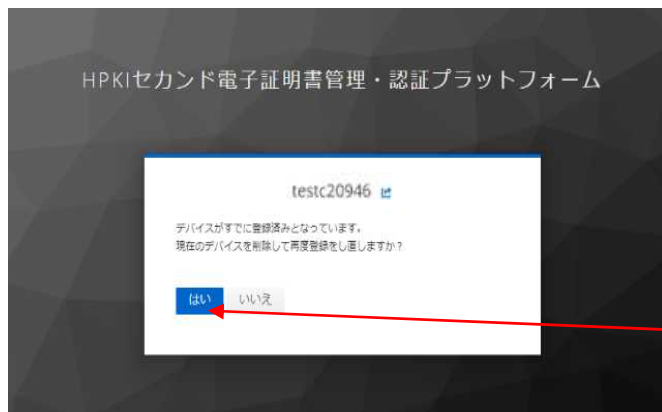 HPKIセカンド電子証明書管理・認証プラットフォーム
testc20946
デバイスがすでに登録済みとなっています。
現在のデバイスを削除して再度登録をし直しますか？
はい いいえ